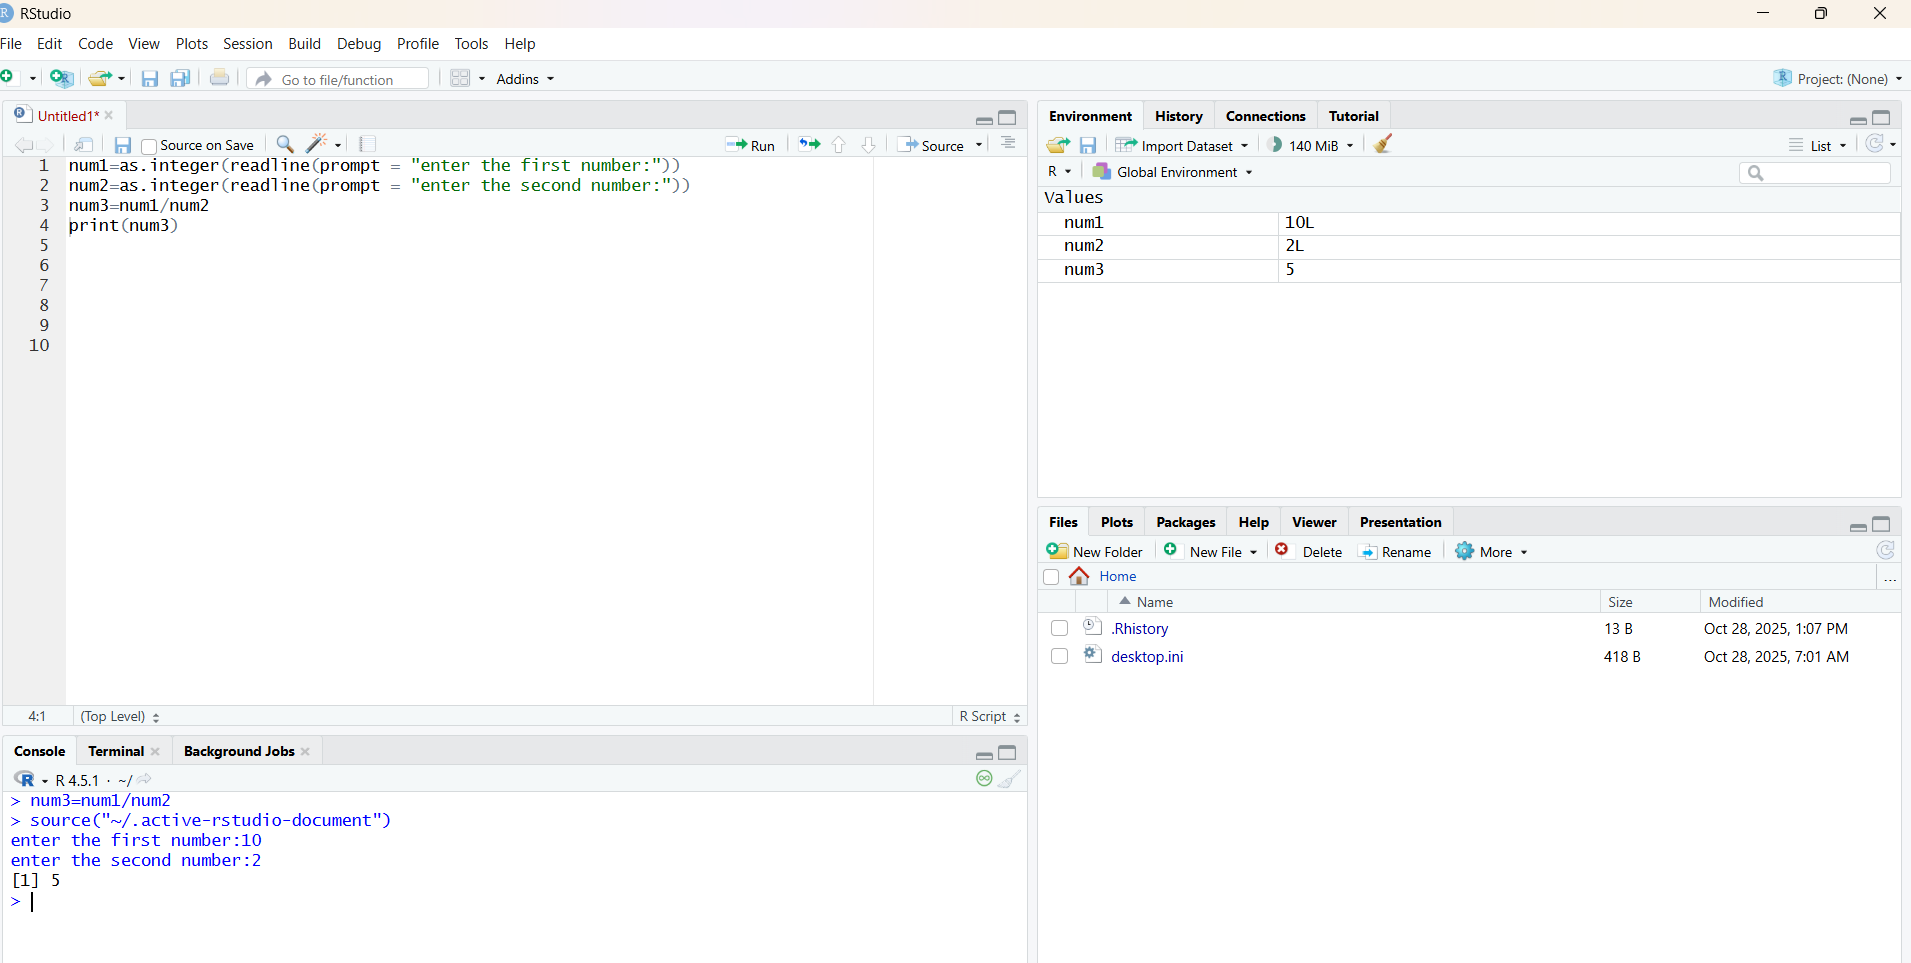 RStudio
File Edit Code View Plots Session Build Debug Profile Tools Help
Go to file/function Addins Project: (None)
Untitled1*
Source on Save Run Source
1 num1=as.integer(readline(prompt = "enter the first number:"))
2 num2=as.integer(readline(prompt = "enter the second number:"))
3 num3=num1/num2
4 print(num3)
5
6
7
8
9
10
4:1 (Top Level) R Script
Console Terminal Background Jobs
R 4.5.1 · ~/
> num3=num1/num2
> source("~/.active-rstudio-document")
enter the first number:10
enter the second number:2
[1] 5
>
Environment History Connections Tutorial
Import Dataset 140 MiB List
R Global Environment
Values
num1 10L
num2 2L
num3 5
Files Plots Packages Help Viewer Presentation
New Folder New File Delete Rename More
Home ...
Name Size Modified
.Rhistory 13 B Oct 28, 2025, 1:07 PM
desktop.ini 418 B Oct 28, 2025, 7:01 AM